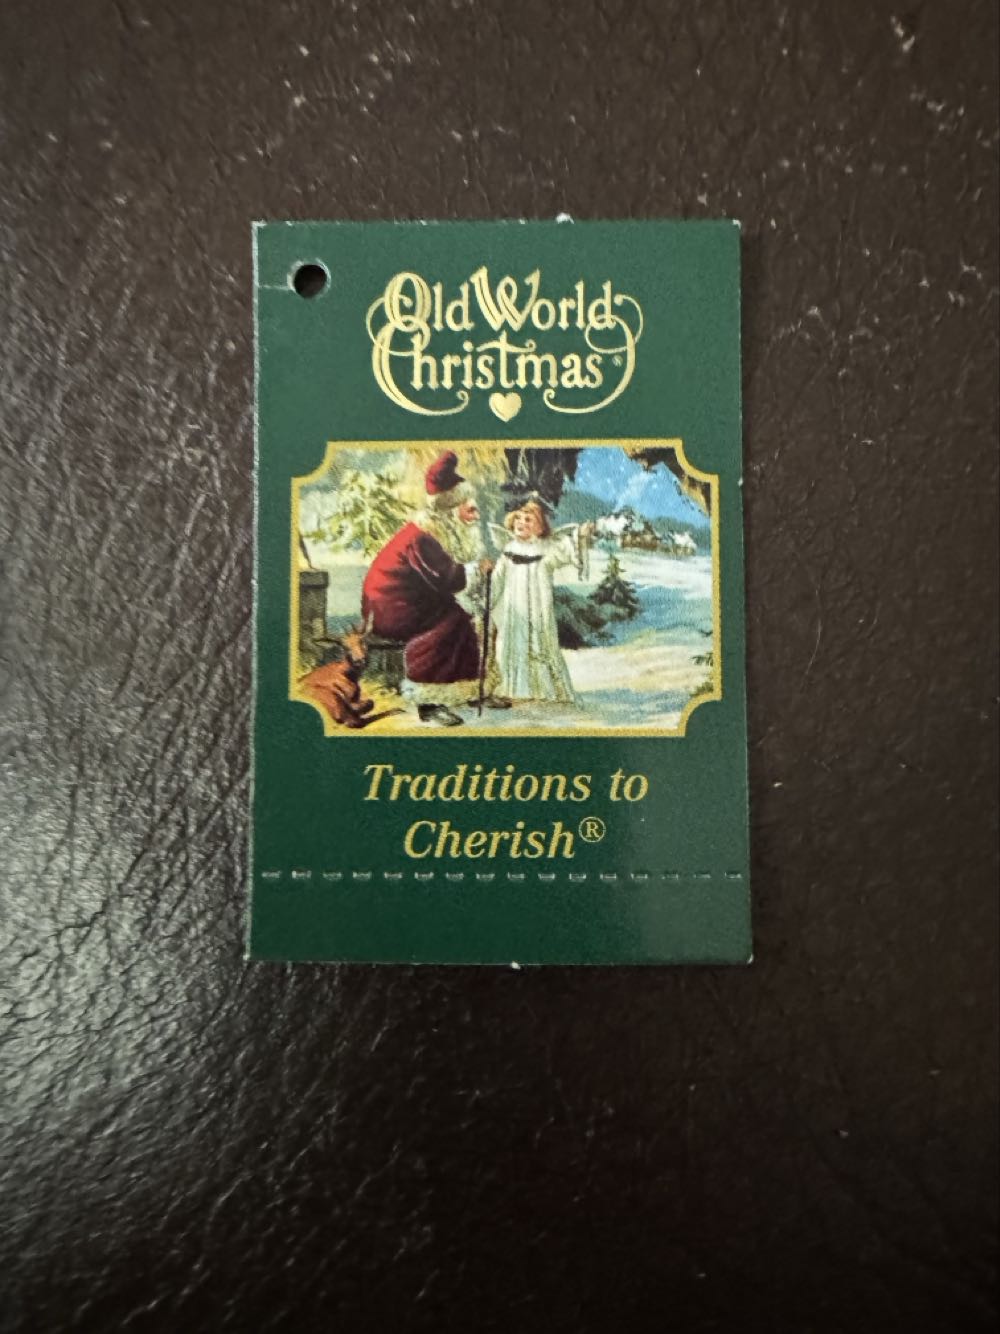 Old World
Christmas®
Traditions to
Cherish®